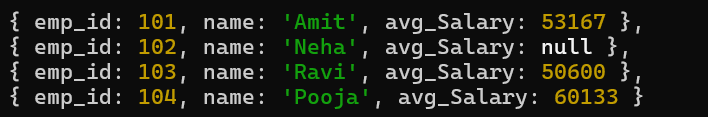 { emp_id: 101, name: 'Amit', avg_Salary: 53167 },
{ emp_id: 102, name: 'Neha', avg_Salary: null },
{ emp_id: 103, name: 'Ravi', avg_Salary: 50600 },
{ emp_id: 104, name: 'Pooja', avg_Salary: 60133 }